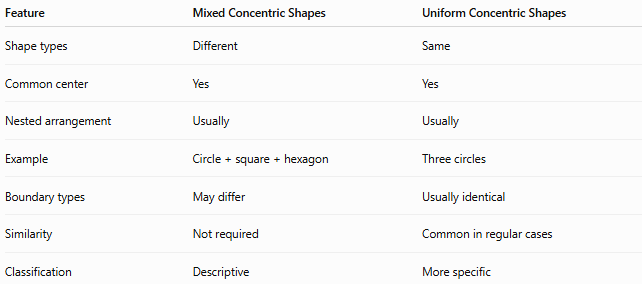 Feature Mixed Concentric Shapes Uniform Concentric Shapes
Shape types Different Same
Common center Yes Yes
Nested arrangement Usually Usually
Example Circle + square + hexagon Three circles
Boundary types May differ Usually identical
Similarity Not required Common in regular cases
Classification Descriptive More specific